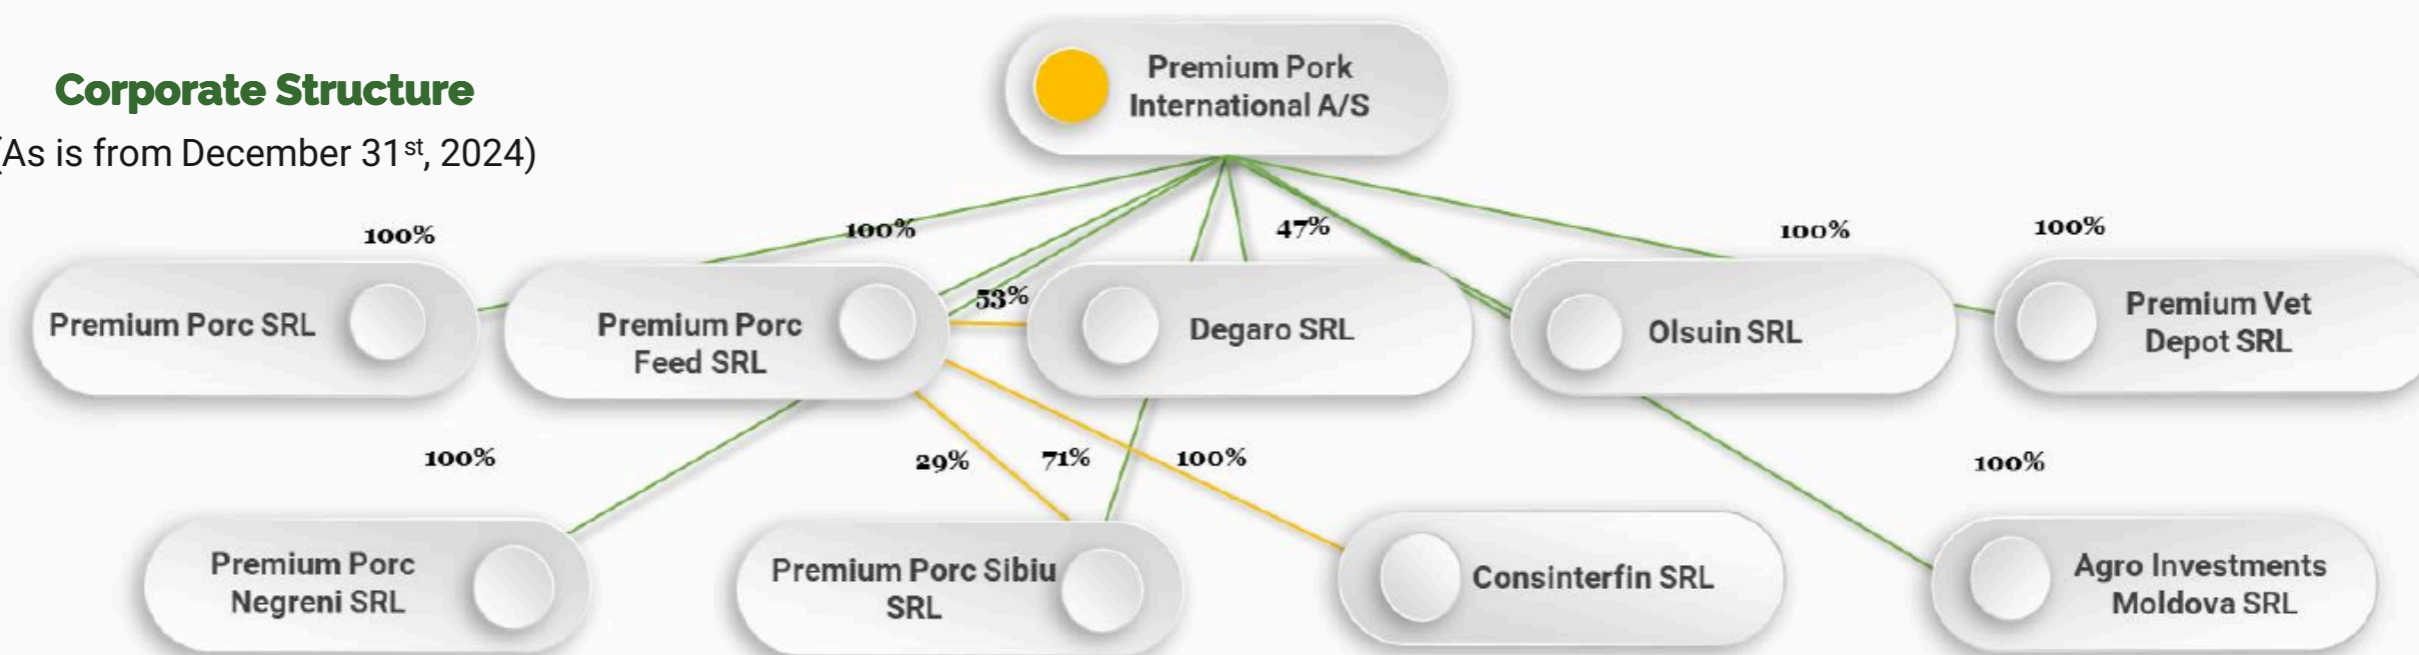 Corporate Structure
(As is from December 31st, 2024)
Premium Pork
International A/S
100%
100%
53%
47%
100%
100%
Premium Porc SRL
Premium Porc
Feed SRL
Degaro SRL
Olsuin SRL
Premium Vet
Depot SRL
100%
29%
71%
100%
100%
Premium Porc
Negreni SRL
Premium Porc Sibiu
SRL
Consinterfin SRL
Agro Investments
Moldova SRL